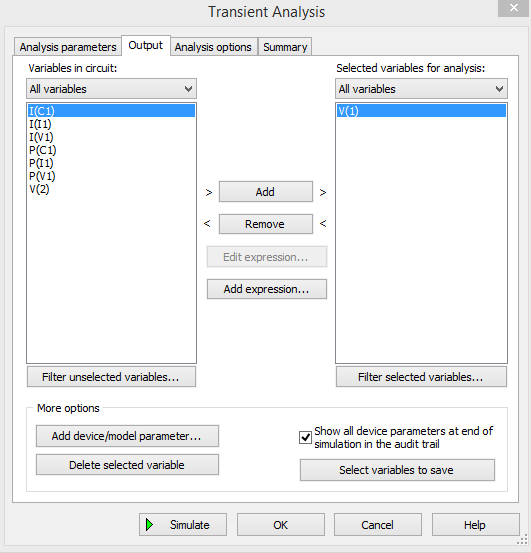 Transient Analysis
Analysis parameters
Output
Analysis options
Summary
Variables in circuit:
All variables
I(C1)
I(I1)
I(V1)
P(C1)
P(I1)
P(V1)
V(2)
Filter unselected variables...
> Add >
< Remove <
Edit expression...
Add expression...
Selected variables for analysis:
All variables
V(1)
Filter selected variables...
More options
Add device/model parameter...
Delete selected variable
Show all device parameters at end of
simulation in the audit trail
Select variables to save
Simulate
OK
Cancel
Help